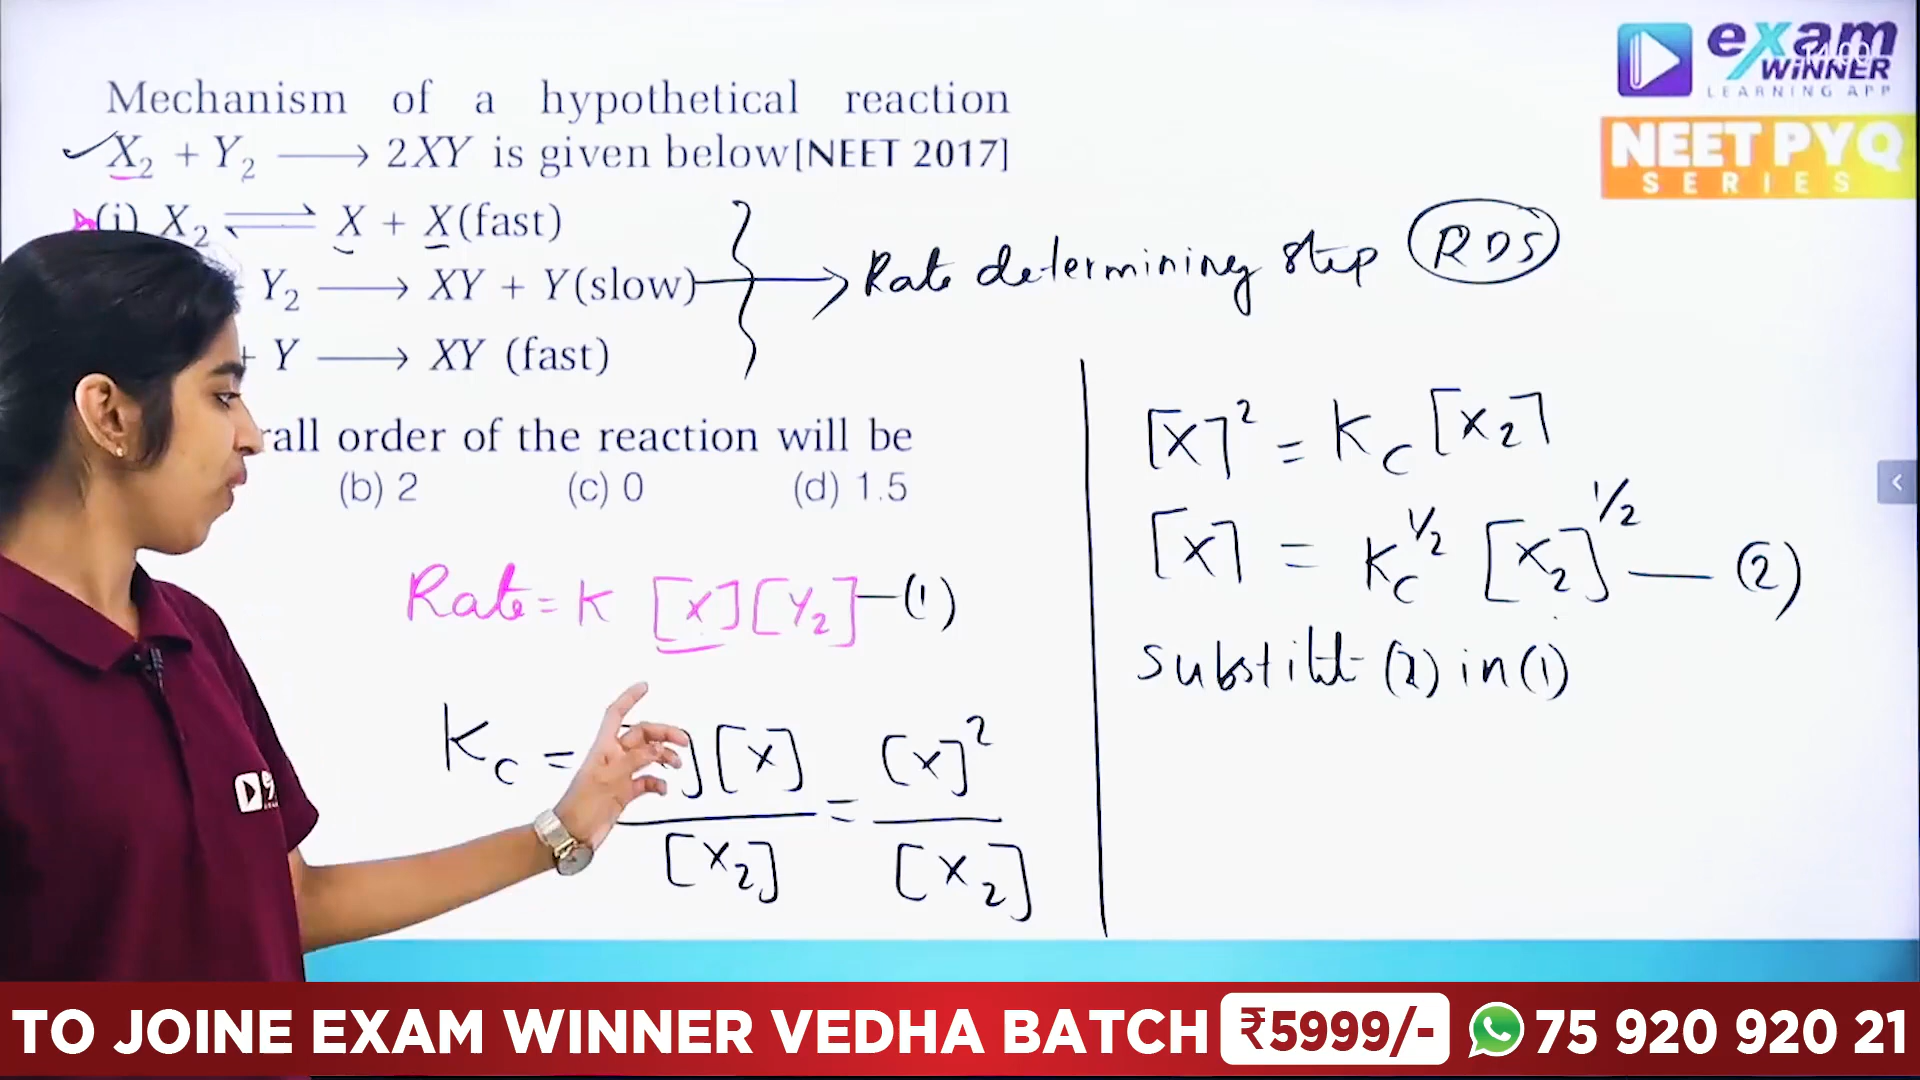 exam
WINNER
LEARNING APP
NEET PYQ
SERIES
Mechanism of a hypothetical reaction
X₂ + Y₂ ⟶ 2XY is given below[NEET 2017]
(i) X₂ ⇌ X + X(fast)
Y₂ ⟶ XY + Y(slow)
+ Y ⟶ XY (fast)
order of the reaction will be
(b) 2 (c) 0 (d) 1.5
Rate determining step RDS
Rate = K [X][Y₂] —(1)
Kc = [X] = [X]²
[X₂] [X₂]
[X]² = Kc [X₂]
[X] = Kc^1/2 [X₂]^1/2 — (2)
(2) in (1)
TO JOINE EXAM WINNER VEDHA BATCH ₹5999/- 75 920 920 21